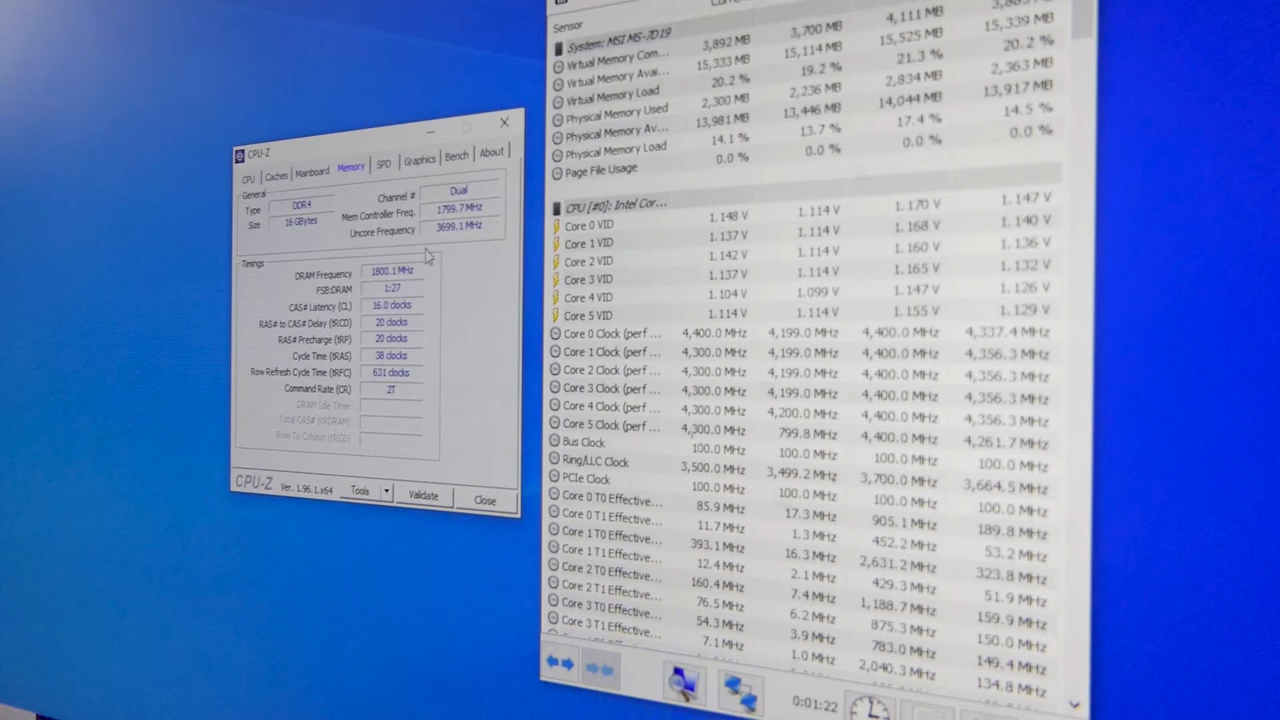 CPU-Z
CPU Caches Mainboard Memory SPD Graphics Bench About
General
Type DDR4
Size 16 GBytes
Channel # Dual
Mem Controller Freq. 1799.7 MHz
Uncore Frequency 3699.1 MHz
Timings
DRAM Frequency 1800.1 MHz
FSB:DRAM 1:27
CAS# Latency (CL) 16.0 clocks
RAS# to CAS# Delay (tRCD) 20 clocks
RAS# Precharge (tRP) 20 clocks
Cycle Time (tRAS) 38 clocks
Row Refresh Cycle Time (tRFC) 631 clocks
Command Rate (CR) 2T
DRAM Idle Timer
Total CAS# (tRDRAM)
Row To Column (tRCD)
CPU-Z Ver. 1.96.1.x64 Tools Validate Close
Sensor
System: MSI MS-7D19
Virtual Memory Com... 3,892 MB 3,700 MB 4,111 MB
Virtual Memory Avai... 15,333 MB 15,114 MB 15,525 MB 15,339 MB
Virtual Memory Load 20.2 % 19.2 % 21.3 % 20.2 %
Physical Memory Used 2,300 MB 2,236 MB 2,834 MB 2,363 MB
Physical Memory Av... 13,981 MB 13,446 MB 14,044 MB 13,917 MB
Physical Memory Load 14.1 % 13.7 % 17.4 % 14.5 %
Page File Usage 0.0 % 0.0 % 0.0 % 0.0 %
CPU [#0]: Intel Cor...
Core 0 VID 1.148 V 1.114 V 1.170 V 1.147 V
Core 1 VID 1.137 V 1.114 V 1.168 V 1.140 V
Core 2 VID 1.142 V 1.114 V 1.160 V 1.136 V
Core 3 VID 1.137 V 1.114 V 1.165 V 1.132 V
Core 4 VID 1.104 V 1.099 V 1.147 V 1.126 V
Core 5 VID 1.114 V 1.114 V 1.155 V 1.129 V
Core 0 Clock (perf ... 4,400.0 MHz 4,199.0 MHz 4,400.0 MHz 4,337.4 MHz
Core 1 Clock (perf ... 4,300.0 MHz 4,199.0 MHz 4,400.0 MHz 4,356.3 MHz
Core 2 Clock (perf ... 4,300.0 MHz 4,199.0 MHz 4,400.0 MHz 4,356.3 MHz
Core 3 Clock (perf ... 4,300.0 MHz 4,199.0 MHz 4,400.0 MHz 4,356.3 MHz
Core 4 Clock (perf ... 4,300.0 MHz 4,200.0 MHz 4,400.0 MHz 4,356.3 MHz
Core 5 Clock (perf ... 4,300.0 MHz 799.8 MHz 4,400.0 MHz 4,261.7 MHz
Bus Clock 100.0 MHz 100.0 MHz 100.0 MHz 100.0 MHz
Ring/LLC Clock 3,500.0 MHz 3,499.2 MHz 3,700.0 MHz 3,664.5 MHz
PCIe Clock 100.0 MHz 100.0 MHz 100.0 MHz 100.0 MHz
Core 0 T0 Effective... 85.9 MHz 17.3 MHz 905.1 MHz 189.8 MHz
Core 0 T1 Effective... 11.7 MHz 1.3 MHz 452.2 MHz 53.2 MHz
Core 1 T0 Effective... 393.1 MHz 16.3 MHz 2,631.2 MHz 323.8 MHz
Core 1 T1 Effective... 12.4 MHz 2.1 MHz 429.3 MHz 51.9 MHz
Core 2 T0 Effective... 160.4 MHz 7.4 MHz 1,188.7 MHz 159.9 MHz
Core 2 T1 Effective... 76.5 MHz 6.2 MHz 875.3 MHz 150.0 MHz
Core 3 T0 Effective... 54.3 MHz 3.9 MHz 783.0 MHz 149.4 MHz
Core 3 T1 Effective... 7.1 MHz 1.0 MHz 2,040.3 MHz 134.8 MHz
0:01:22